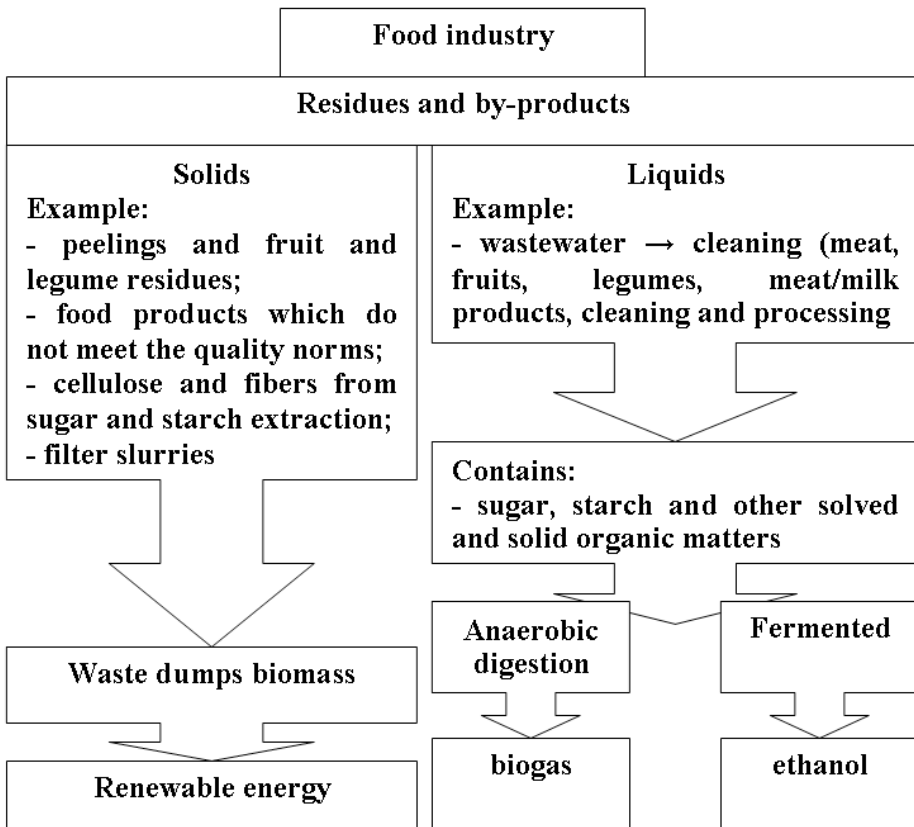 Food industry
Residues and by-products
Solids
Example:
- peelings and fruit and
legume residues;
- food products which do
not meet the quality norms;
- cellulose and fibers from
sugar and starch extraction;
- filter slurries
Liquids
Example:
- wastewater → cleaning (meat,
fruits, legumes, meat/milk
products, cleaning and processing
Contains:
- sugar, starch and other solved
and solid organic matters
Waste dumps biomass
Renewable energy
Anaerobic
digestion
biogas
Fermented
ethanol